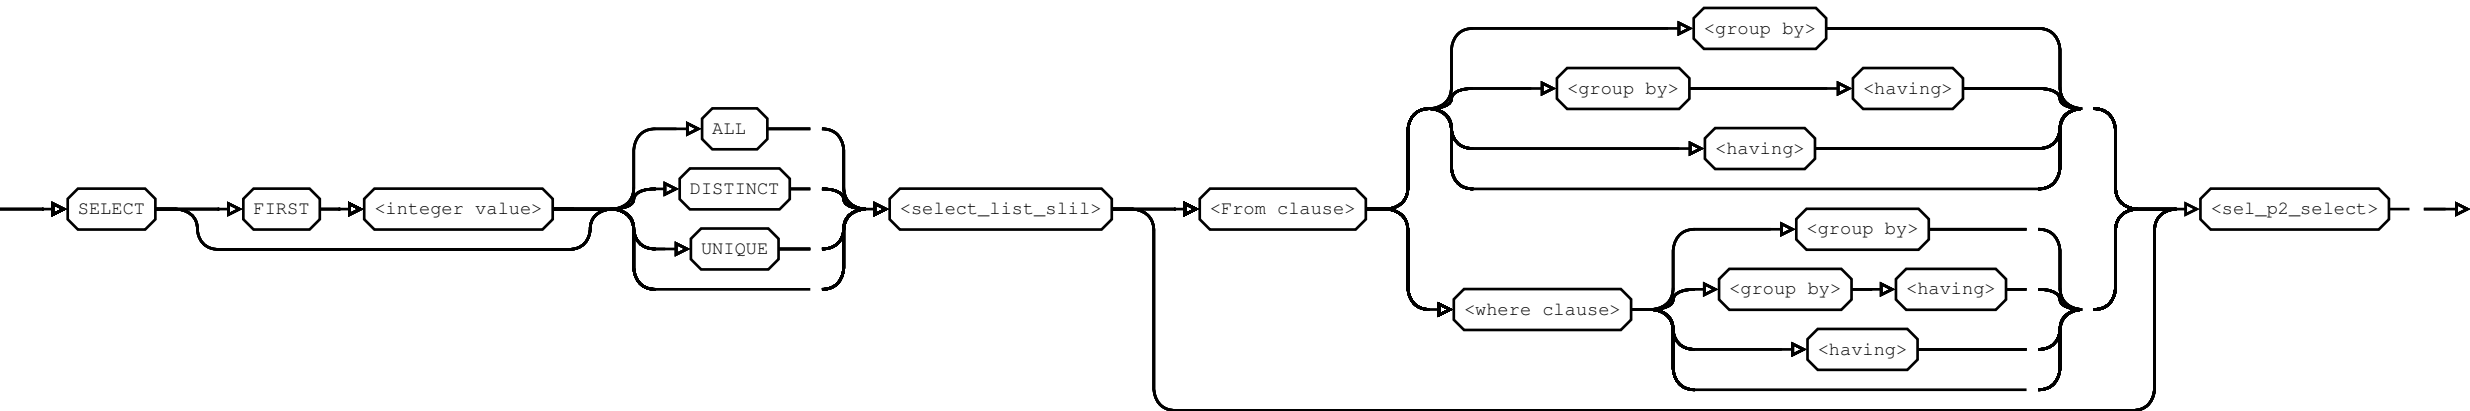 <group by>
<group by> <having>
ALL
<having>
DISTINCT
SELECT FIRST <integer value> <select_list_slil> <From clause> <sel_p2_select>
<group by>
UNIQUE
<group by> <having>
<where clause>
<having>